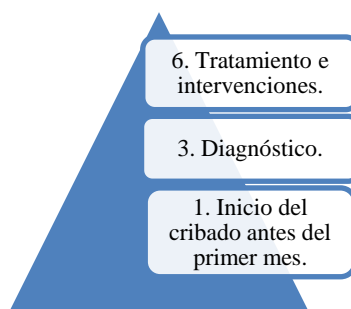 6. Tratamiento e
intervenciones.
3. Diagnóstico.
1. Inicio del
cribado antes del
primer mes.